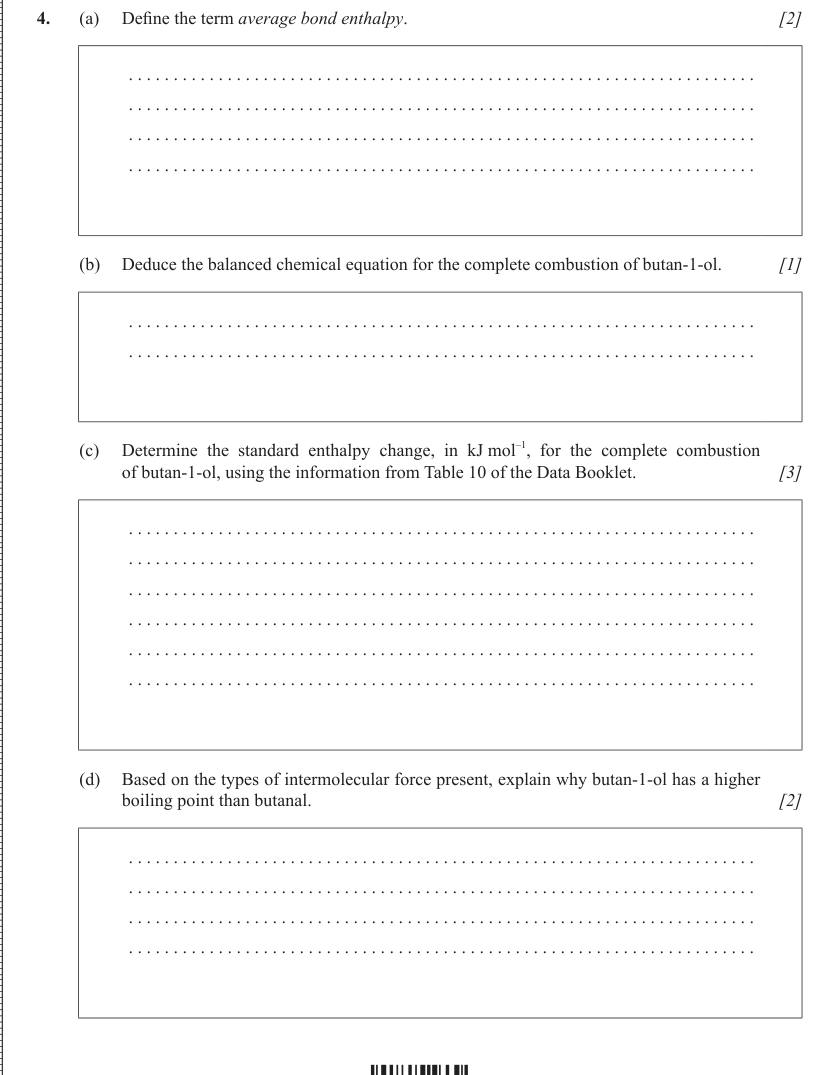 4. (a) Define the term average bond enthalpy. [2]
(b) Deduce the balanced chemical equation for the complete combustion of butan-1-ol. [1]
(c) Determine the standard enthalpy change, in kJ mol⁻¹, for the complete combustion
of butan-1-ol, using the information from Table 10 of the Data Booklet. [3]
(d) Based on the types of intermolecular force present, explain why butan-1-ol has a higher
boiling point than butanal. [2]